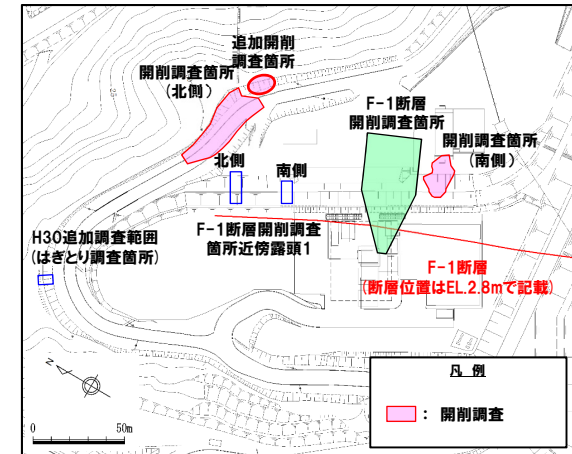 追加開削
調査箇所
開削調査箇所
(北側)
F-1断層
開削調査箇所
開削調査箇所
(南側)
北側
南側
F-1断層開削調査
箇所近傍露頭1
H30追加調査範囲
(はぎとり調査箇所)
F-1断層
(断層位置はEL.2.8mで記載)
N
凡 例
：開削調査
0
50m